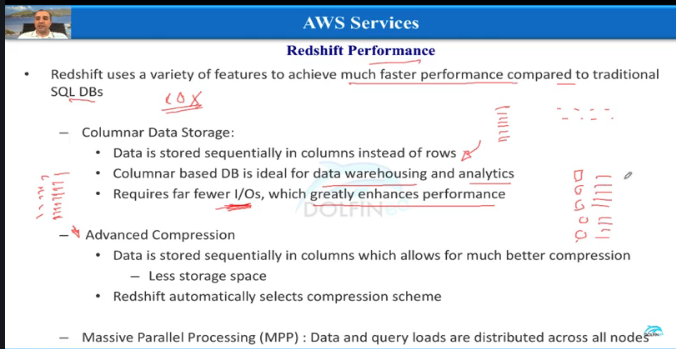 AWS Services
Redshift Performance
• Redshift uses a variety of features to achieve much faster performance compared to traditional
SQL DBs
10X
– Columnar Data Storage:
• Data is stored sequentially in columns instead of rows
• Columnar based DB is ideal for data warehousing and analytics
• Requires far fewer I/Os, which greatly enhances performance
DOLFIN
– Advanced Compression
• Data is stored sequentially in columns which allows for much better compression
– Less storage space
• Redshift automatically selects compression scheme
– Massive Parallel Processing (MPP) : Data and query loads are distributed across all nodes